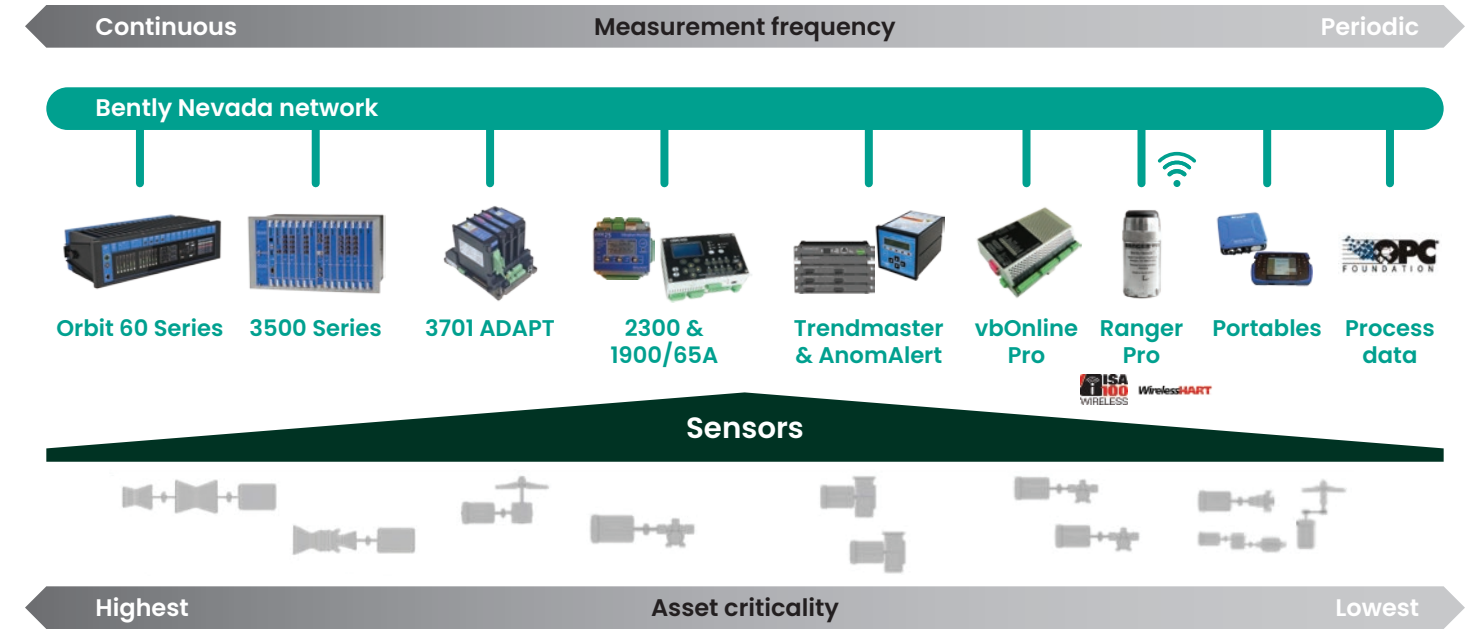 Continuous Measurement frequency Periodic
Bently Nevada network
OPC
FOUNDATION
Orbit 60 Series
3500 Series
3701 ADAPT
2300 &
1900/65A
Trendmaster
& AnomAlert
vbOnline
Pro
Ranger
Pro
Portables
Process
data
ISA
100
WIRELESS
WirelessHART
Sensors
Highest Asset criticality Lowest